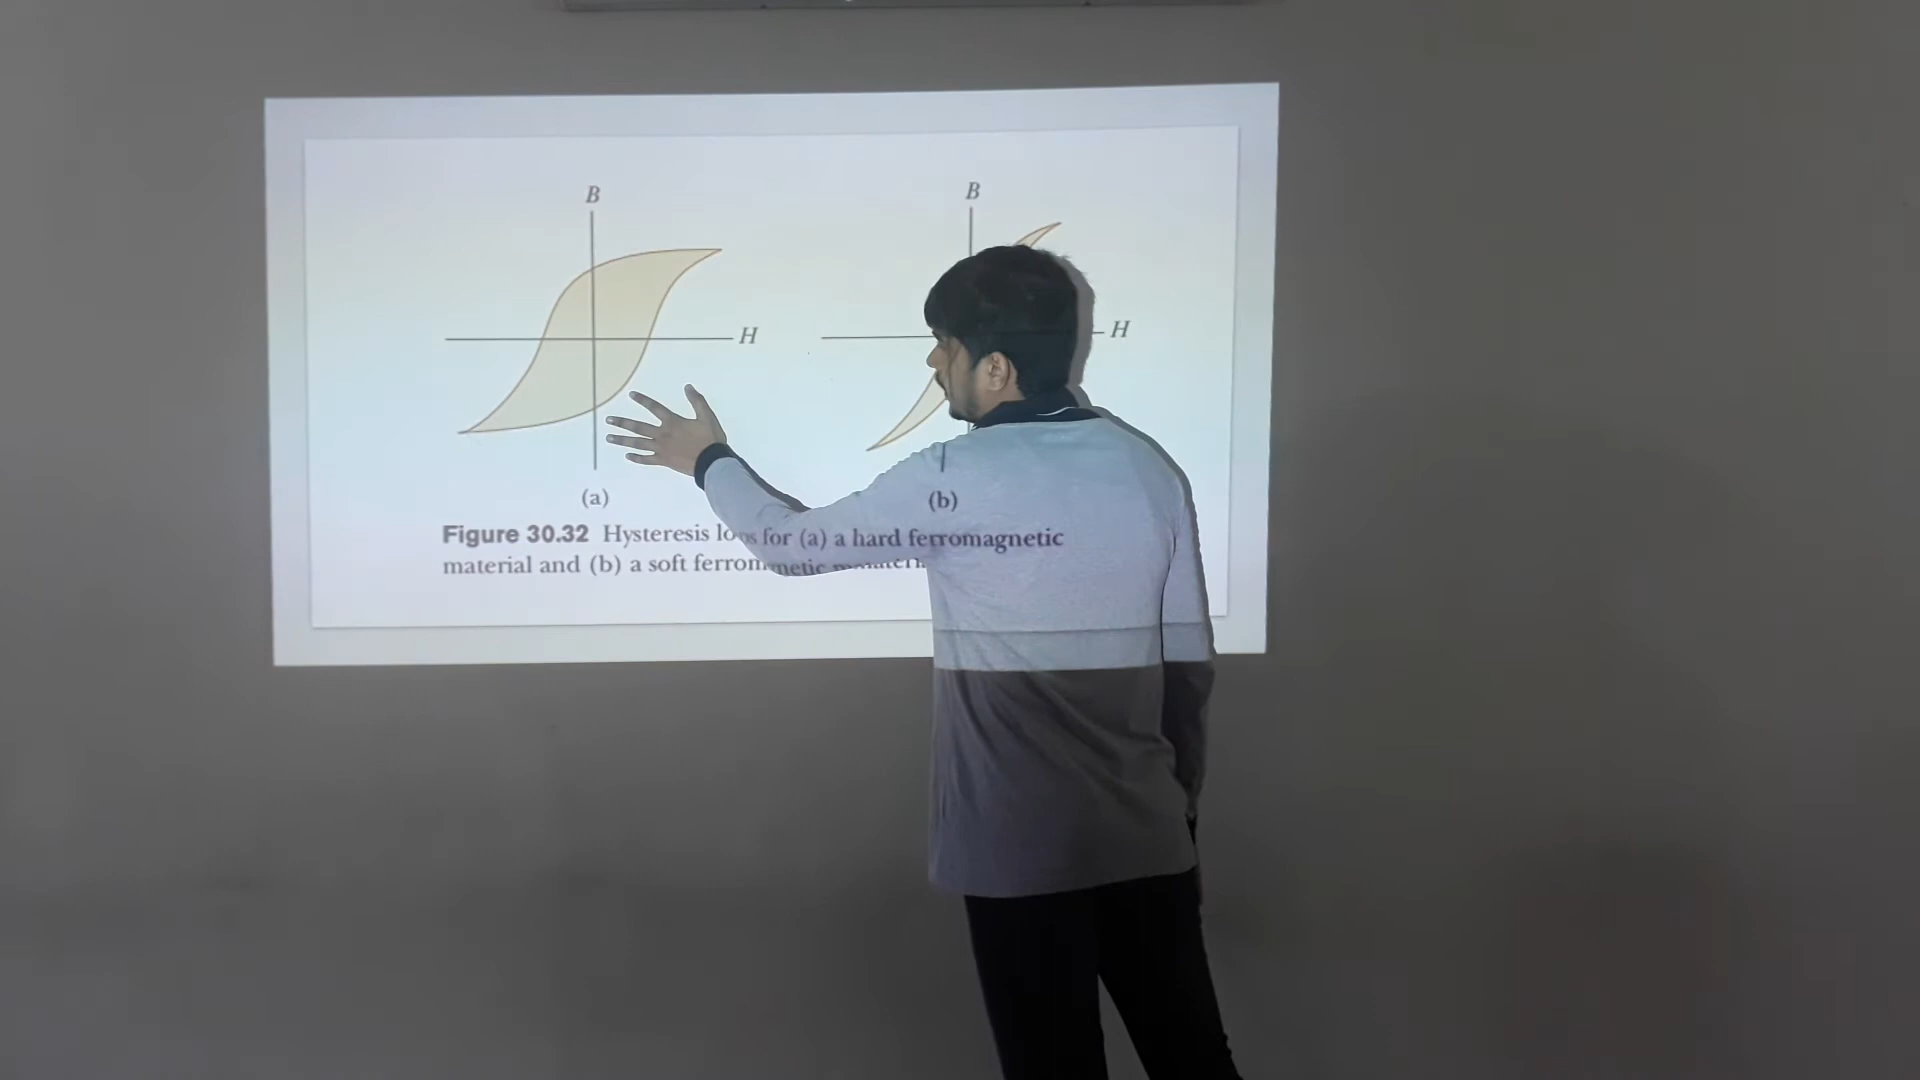 B
B
H
H
(a)
(b)
Figure 30.32 Hysteresis for (a) a hard ferromagnetic
material and (b) a soft